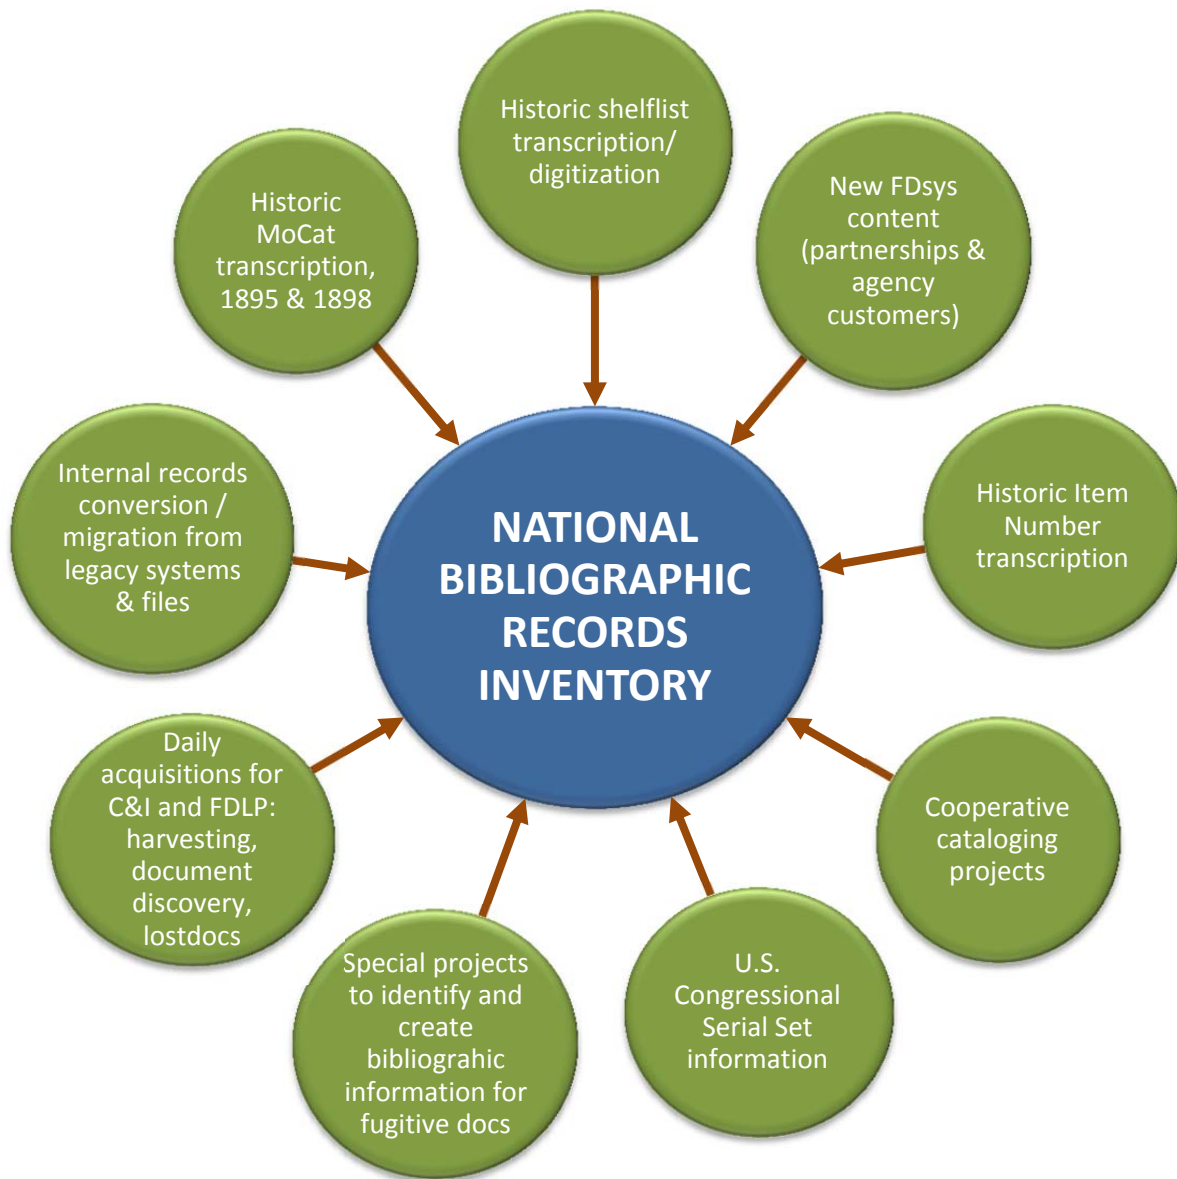 Historic shelflist
transcription/
digitization
New FDsys
content
(partnerships &
agency
customers)
Historic Item
Number
transcription
Cooperative
cataloging
projects
U.S.
Congressional
Serial Set
information
Special projects
to identify and
create
bibliograhic
information for
fugitive docs
Daily
acquisitions for
C&I and FDLP:
harvesting,
document
discovery,
lostdocs
Internal records
conversion /
migration from
legacy systems
& files
Historic
MoCat
transcription,
1895 & 1898
NATIONAL
BIBLIOGRAPHIC
RECORDS
INVENTORY